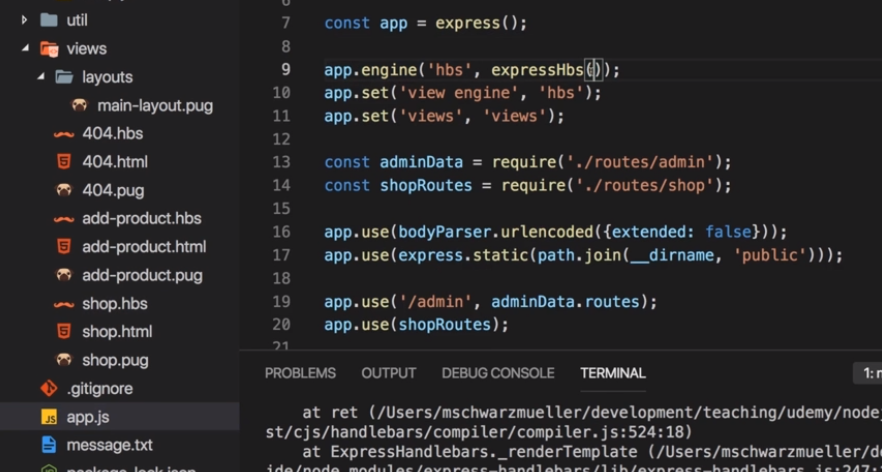 util
views
layouts
main-layout.pug
404.hbs
404.html
404.pug
add-product.hbs
add-product.html
add-product.pug
shop.hbs
shop.html
shop.pug
.gitignore
JS app.js
message.txt
package-lock.json
7 const app = express();
8
9 app.engine('hbs', expressHbs());
10 app.set('view engine', 'hbs');
11 app.set('views', 'views');
12
13 const adminData = require('./routes/admin');
14 const shopRoutes = require('./routes/shop');
15
16 app.use(bodyParser.urlencoded({extended: false}));
17 app.use(express.static(path.join(__dirname, 'public')));
18
19 app.use('/admin', adminData.routes);
20 app.use(shopRoutes);
21
PROBLEMS OUTPUT DEBUG CONSOLE TERMINAL 1:
at ret (/Users/mschwarzmueller/development/teaching/udemy/node
st/cjs/handlebars/compiler/compiler.js:524:18)
at ExpressHandlebars._renderTemplate (/Users/mschwarzmueller/de
ide/node_modules/express-handlebars/lib/express-handlebars.js:247: